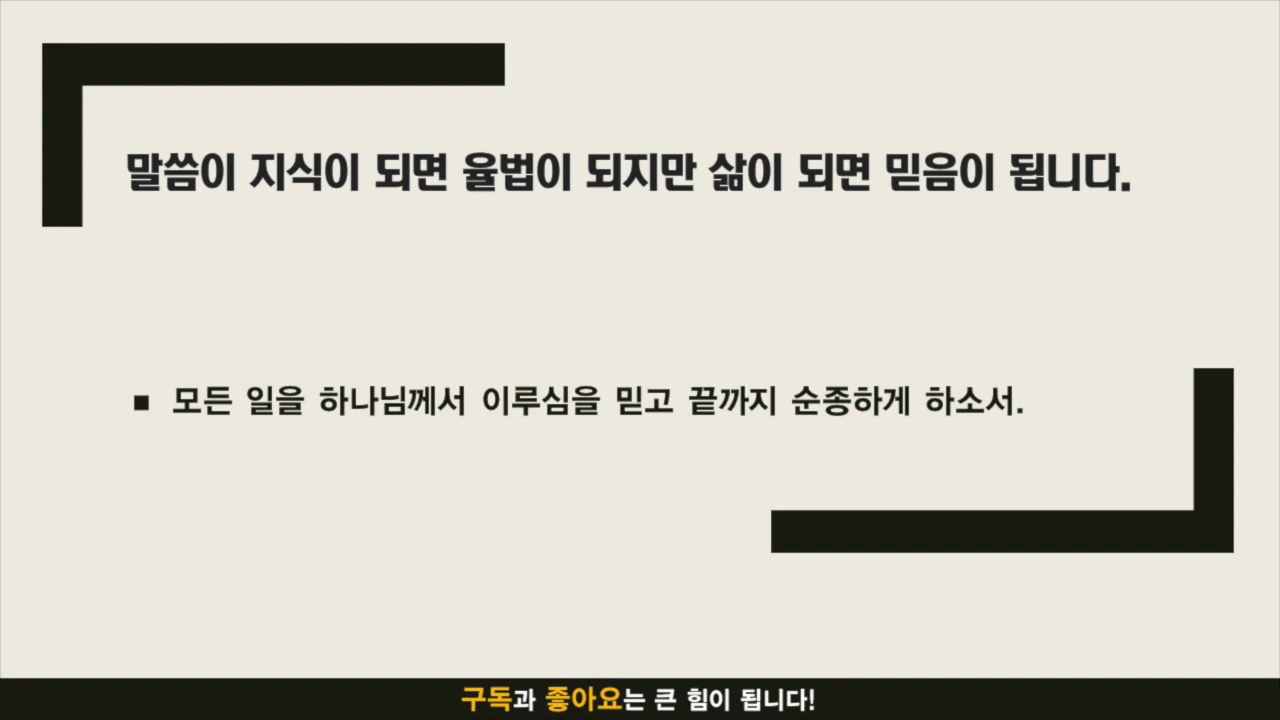 말씀이 지식이 되면 율법이 되지만 삶이 되면 믿음이 됩니다.
■ 모든 일을 하나님께서 이루심을 믿고 끝까지 순종하게 하소서.
구독과 좋아요는 큰 힘이 됩니다!